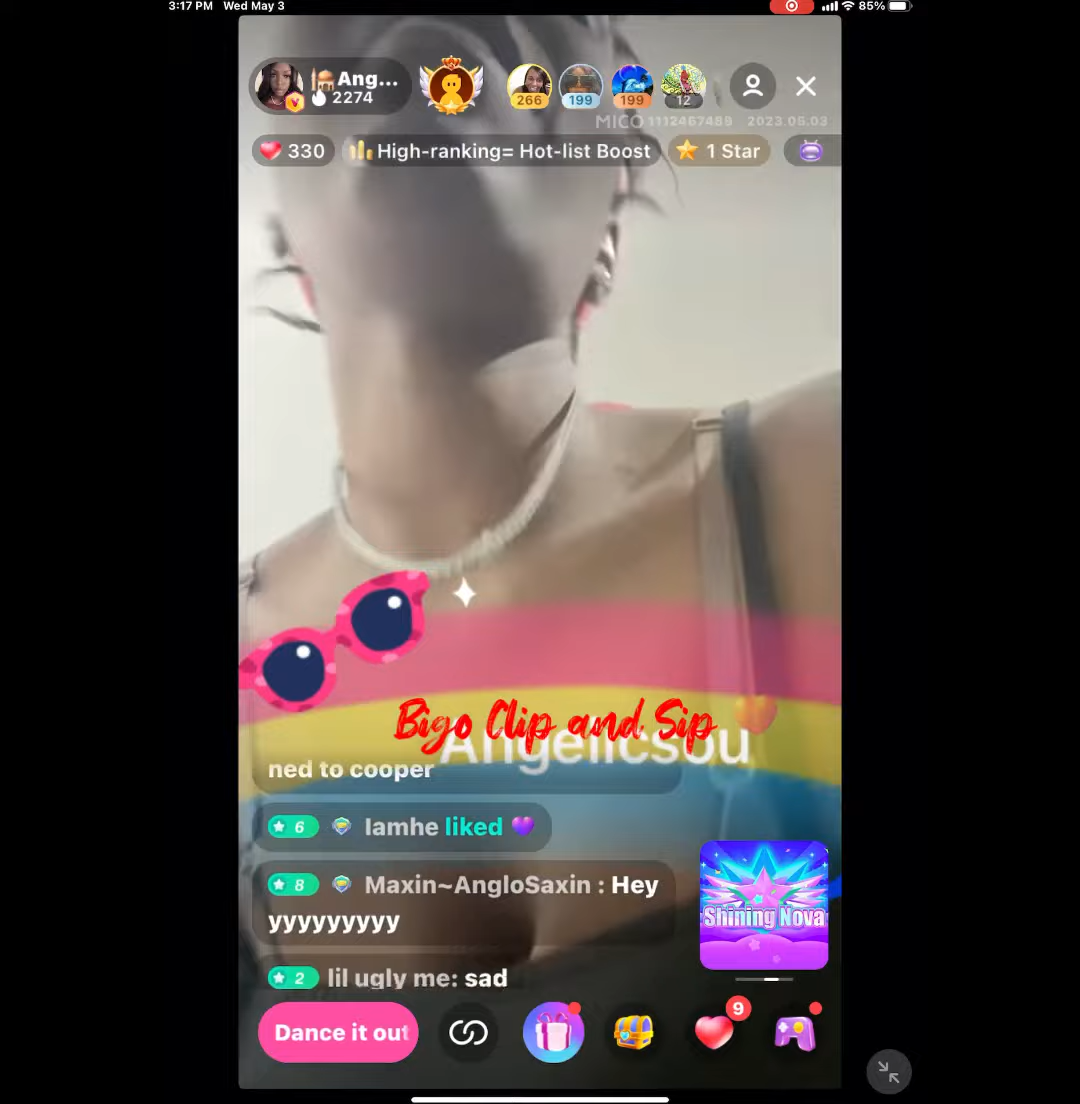 3:17 PM Wed May 3 85%
Ang...
2274
266 199 199 12
MICO 1112467489 2023.05.03
330 High-ranking= Hot-list Boost 1 Star
Bigo Clip and Sip
Angelicsou
ned to cooper
6 Iamhe liked
8 Maxin~AngloSaxin : Hey
yyyyyyyyy
Shining Nova
2 lil ugly me: sad
Dance it out 9